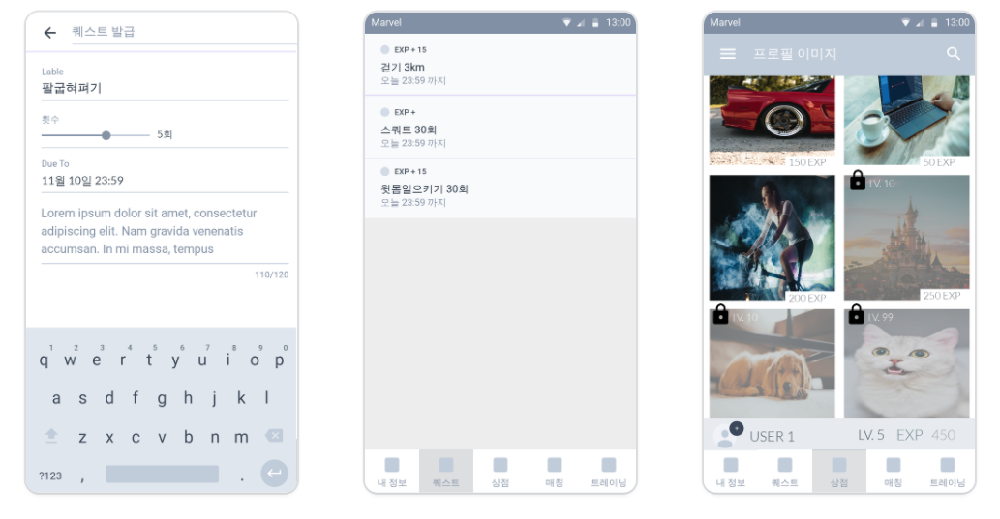 퀘스트 발급
Lable
팔굽혀펴기
횟수
5회
Due To
11월 10일 23:59
Lorem ipsum dolor sit amet, consectetur
adipiscing elit. Nam gravida venenatis
accumsan. In mi massa, tempus
110/120
1 2 3 4 5 6 7 8 9 0
q w e r t y u i o p
a s d f g h j k l
z x c v b n m
?123 , .
Marvel 13:00
EXP + 15
걷기 3km
오늘 23:59 까지
EXP +
스쿼트 30회
오늘 23:59 까지
EXP + 15
윗몸일으키기 30회
오늘 23:59 까지
내 정보 퀘스트 상점 매칭 트레이닝
Marvel 13:00
프로필 이미지
150 EXP 50 EXP
LV. 10
200 EXP 250 EXP
LV. 10 LV. 99
USER 1 LV. 5 EXP 450
내 정보 퀘스트 상점 매칭 트레이닝